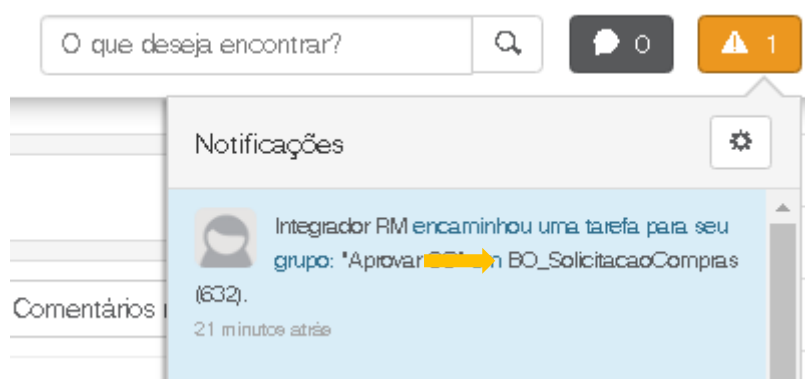 O que deseja encontrar?
0
1
Notificações
Integrador RM encaminhou uma tarefa para seu
grupo: "Aprovar BO_SolicitacaoCompras
(632).
Comentários
21 minutos atrás